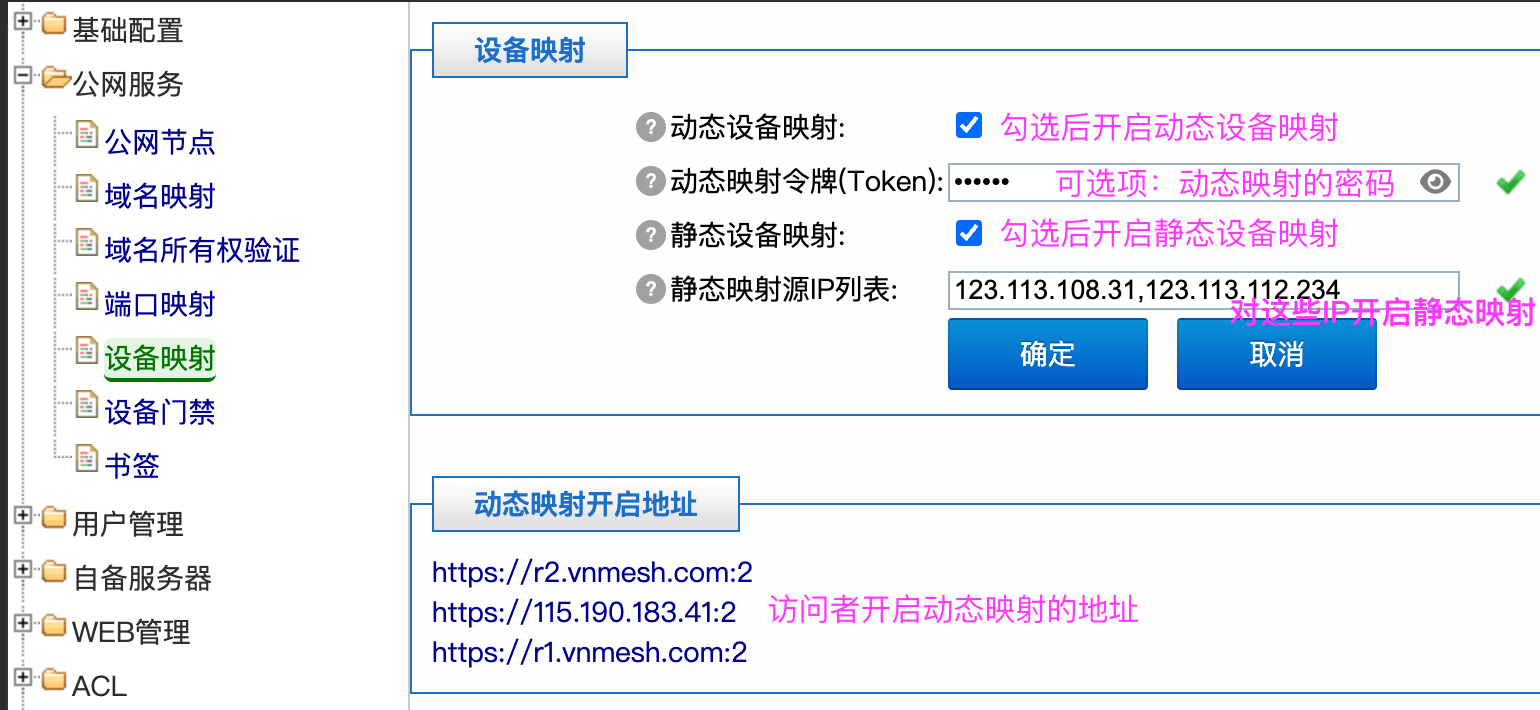 基础配置
公网服务
公网节点
域名映射
域名所有权验证
端口映射
设备映射
设备门禁
书签
用户管理
自备服务器
WEB管理
ACL
设备映射
动态设备映射: 勾选后开启动态设备映射
动态映射令牌(Token): •••••• 可选项：动态映射的密码
静态设备映射: 勾选后开启静态设备映射
静态映射源IP列表: 123.113.108.31,123.113.112.234
对这些IP开启静态映射
确定 取消
动态映射开启地址
https://r2.vnmesh.com:2
https://115.190.183.41:2 访问者开启动态映射的地址
https://r1.vnmesh.com:2